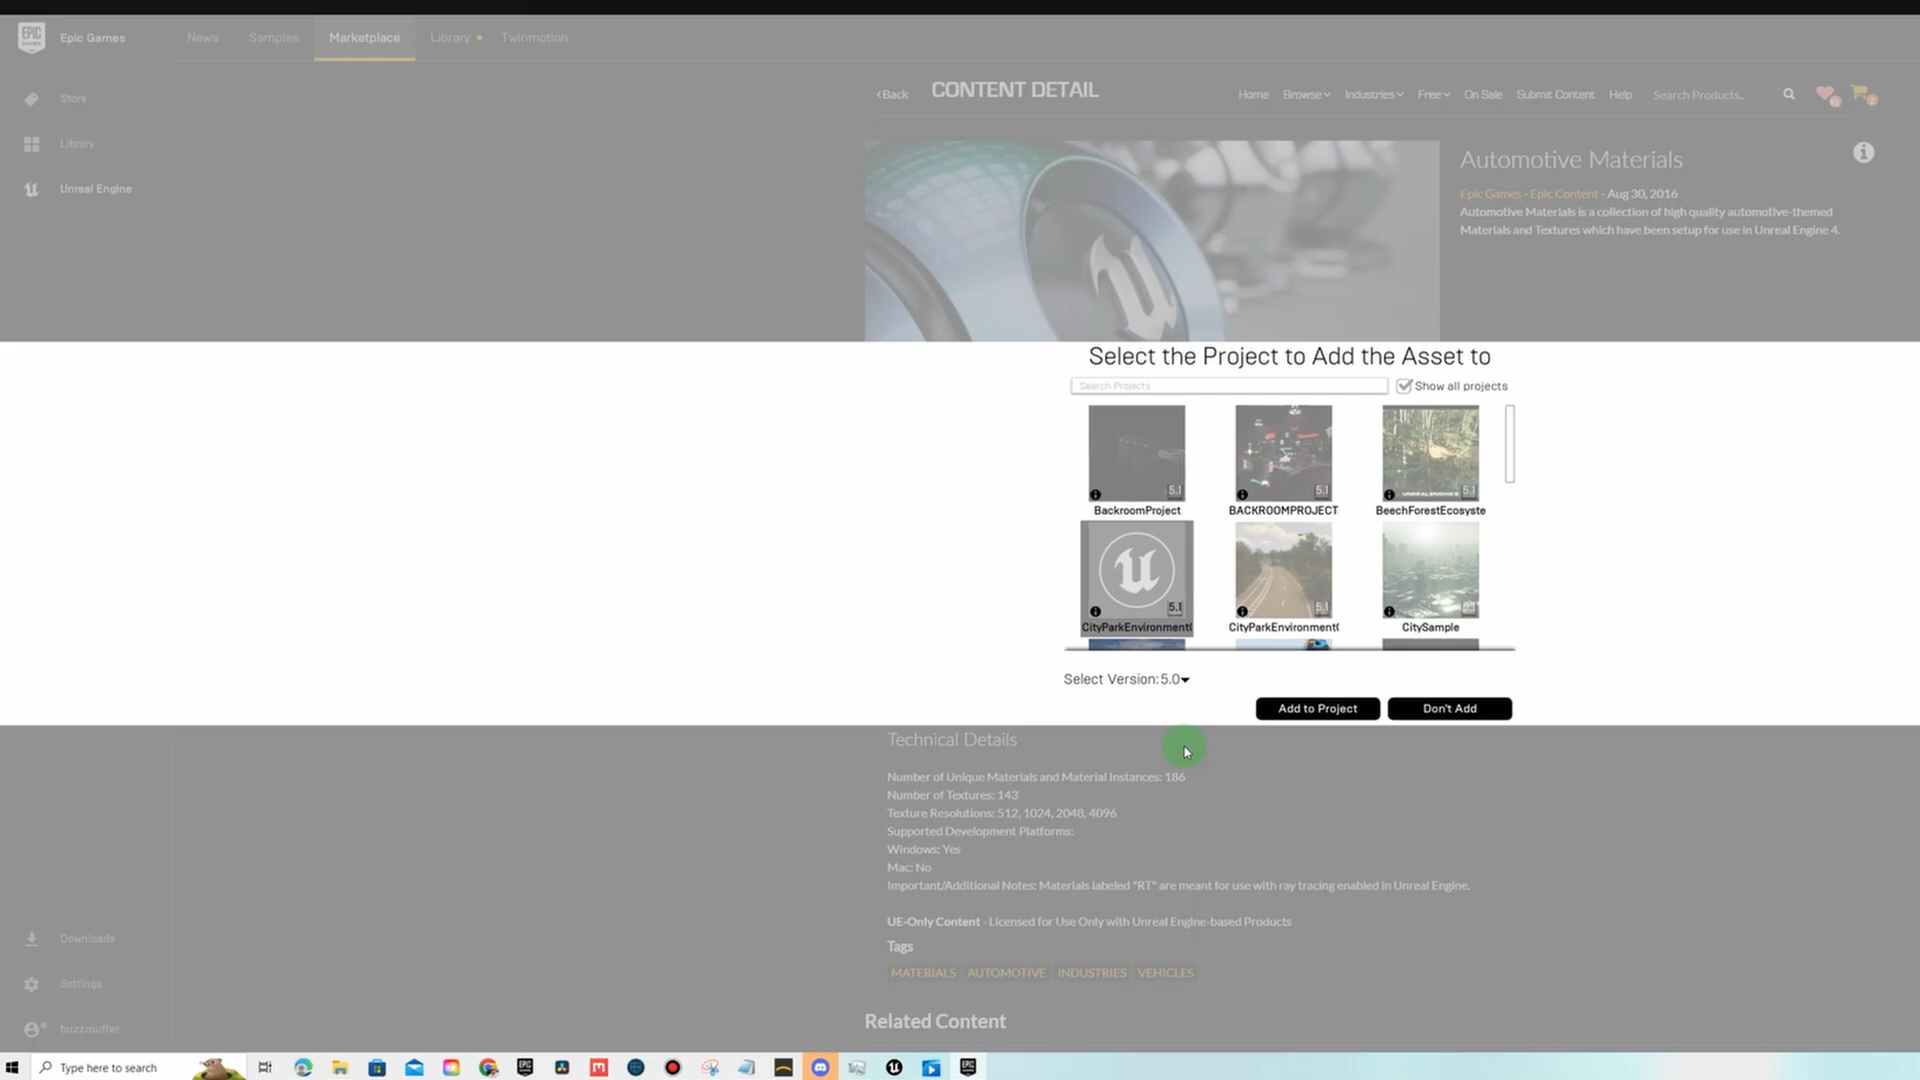 EPIC GAMES
Epic Games
News
Samples
Marketplace
Library
Twinmotion
Store
Library
Unreal Engine
Back
CONTENT DETAIL
Home
Browse
Industries
Free
On Sale
Submit Content
Help
Search Products..
Automotive Materials
Epic Games - Epic Content - Aug 30, 2016
Automotive Materials is a collection of high quality automotive-themed
Materials and Textures which have been setup for use in Unreal Engine 4.
Select the Project to Add the Asset to
Search Projects
Show all projects
5.1
5.1
UNREAL ENGINE
5.1
BackroomProject
BACKROOMPROJECT
BeechForestEcosyste
5.1
5.1
CityParkEnvironment(
CityParkEnvironment(
CitySample
Select Version:5.0
Add to Project
Don't Add
Technical Details
Number of Unique Materials and Material Instances: 186
Number of Textures: 143
Texture Resolutions: 512, 1024, 2048, 4096
Supported Development Platforms:
Windows: Yes
Mac: No
Important/Additional Notes: Materials labeled "RT" are meant for use with ray tracing enabled in Unreal Engine.
UE-Only Content - Licensed for Use Only with Unreal Engine-based Products
Tags
MATERIALS
AUTOMOTIVE
INDUSTRIES
VEHICLES
Related Content
Downloads
Settings
buzzmuffer
Type here to search